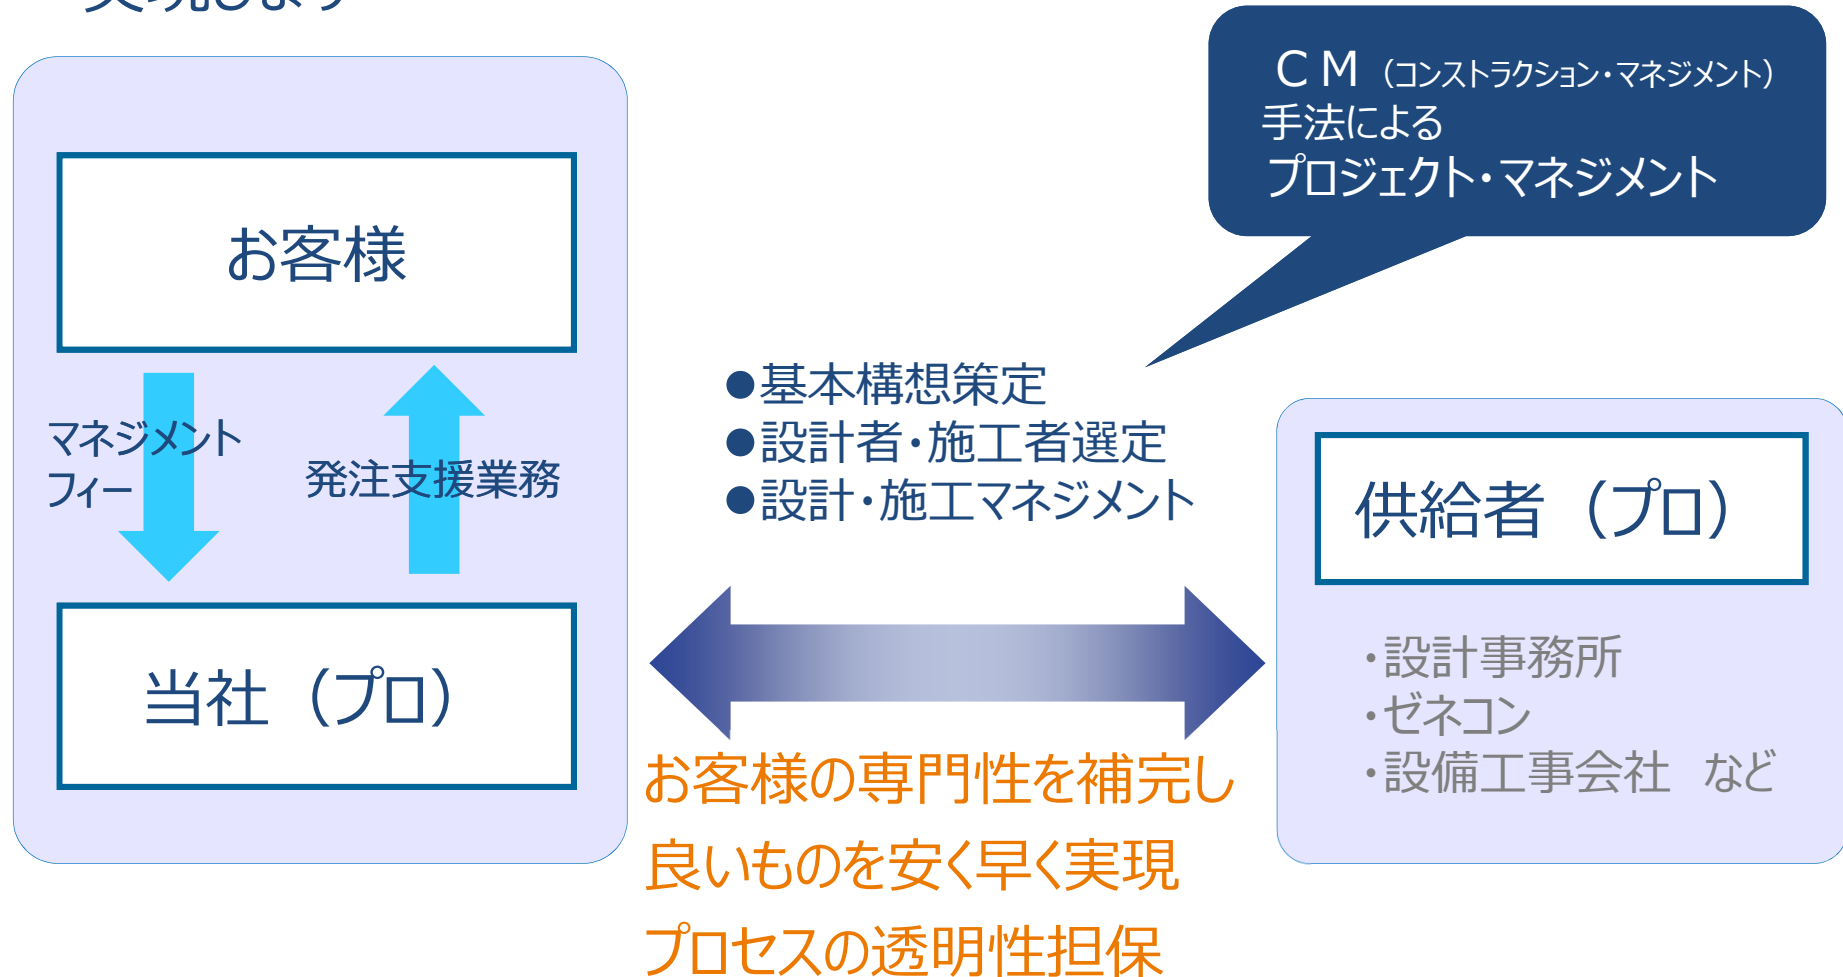 実現します
CM（コンストラクション・マネジメント）
手法による
プロジェクト・マネジメント
お客様
マネジメント
フィー
発注支援業務
当社（プロ）
●基本構想策定
●設計者・施工者選定
●設計・施工マネジメント
供給者（プロ）
・設計事務所
・ゼネコン
・設備工事会社　など
お客様の専門性を補完し
良いものを安く早く実現
プロセスの透明性担保